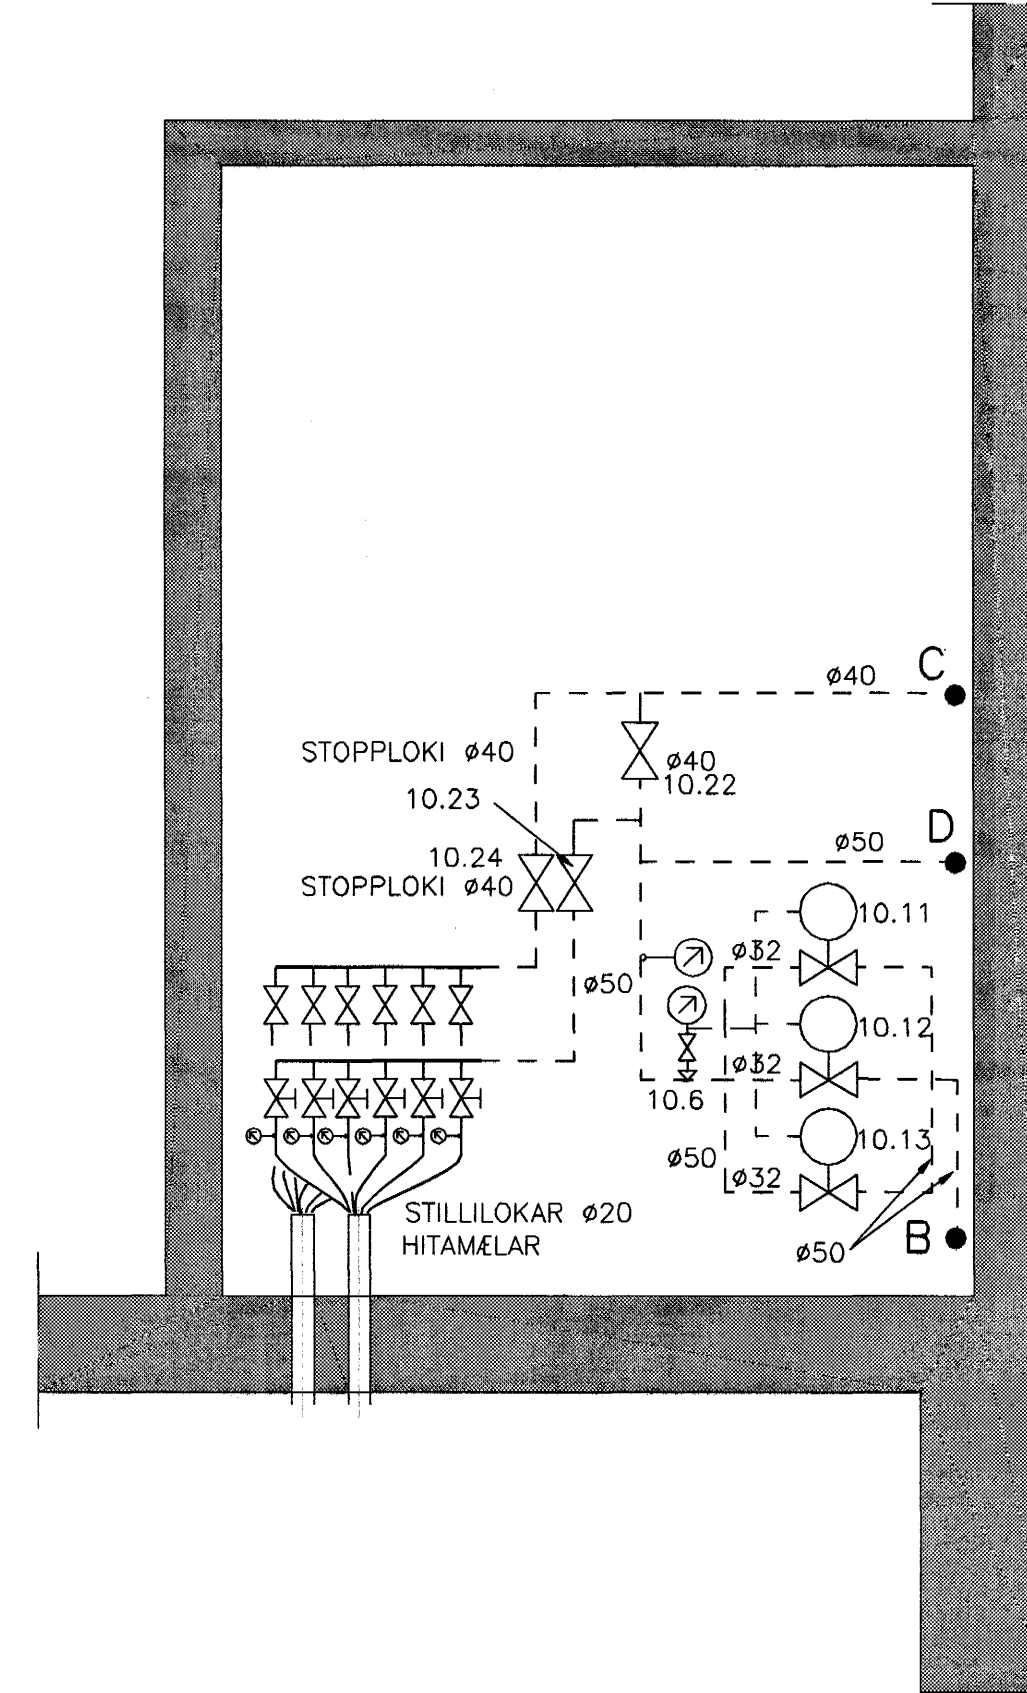 C
ø40
STOPPLOKI ø40
ø40
10.22
10.23
D
ø50
10.24
STOPPLOKI ø40
10.11
ø32
ø50
10.12
ø32
10.6
10.13
ø50
ø32
STILLILOKAR ø20
HITAMÆLAR
ø50
B